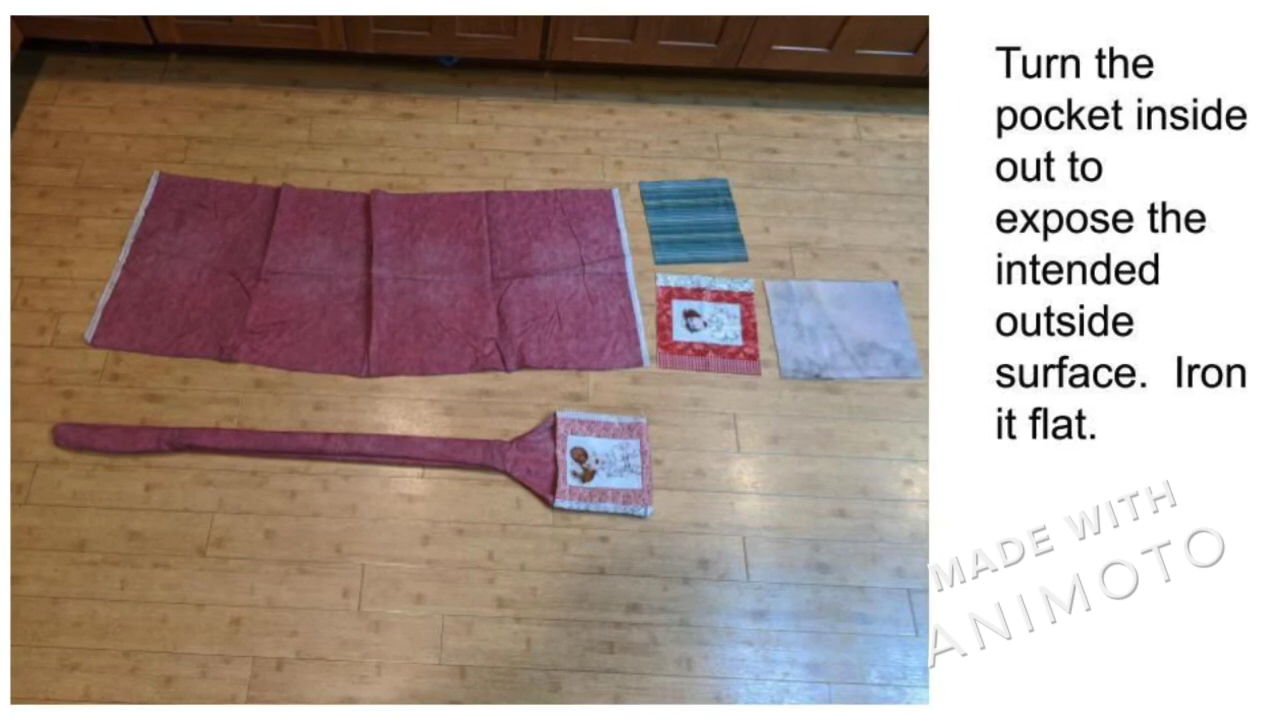 Turn the
pocket inside
out to
expose the
intended
outside
surface.  Iron
it flat.
MADE WITH
ANIMOTO